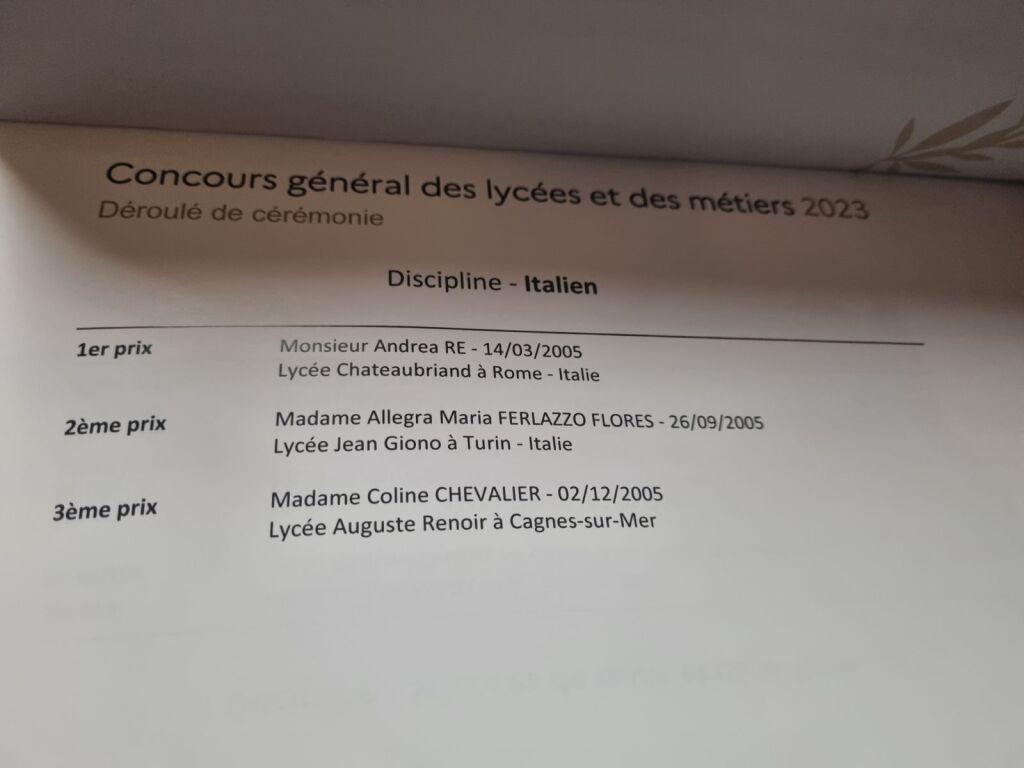 Concours général des lycées et des métiers 2023
Déroulé de cérémonie
Discipline - Italien
1er prix
Monsieur Andrea RE - 14/03/2005
Lycée Chateaubriand à Rome - Italie
2ème prix
Madame Allegra Maria FERLAZZO FLORES - 26/09/2005
Lycée Jean Giono à Turin - Italie
3ème prix
Madame Coline CHEVALIER - 02/12/2005
Lycée Auguste Renoir à Cagnes-sur-Mer